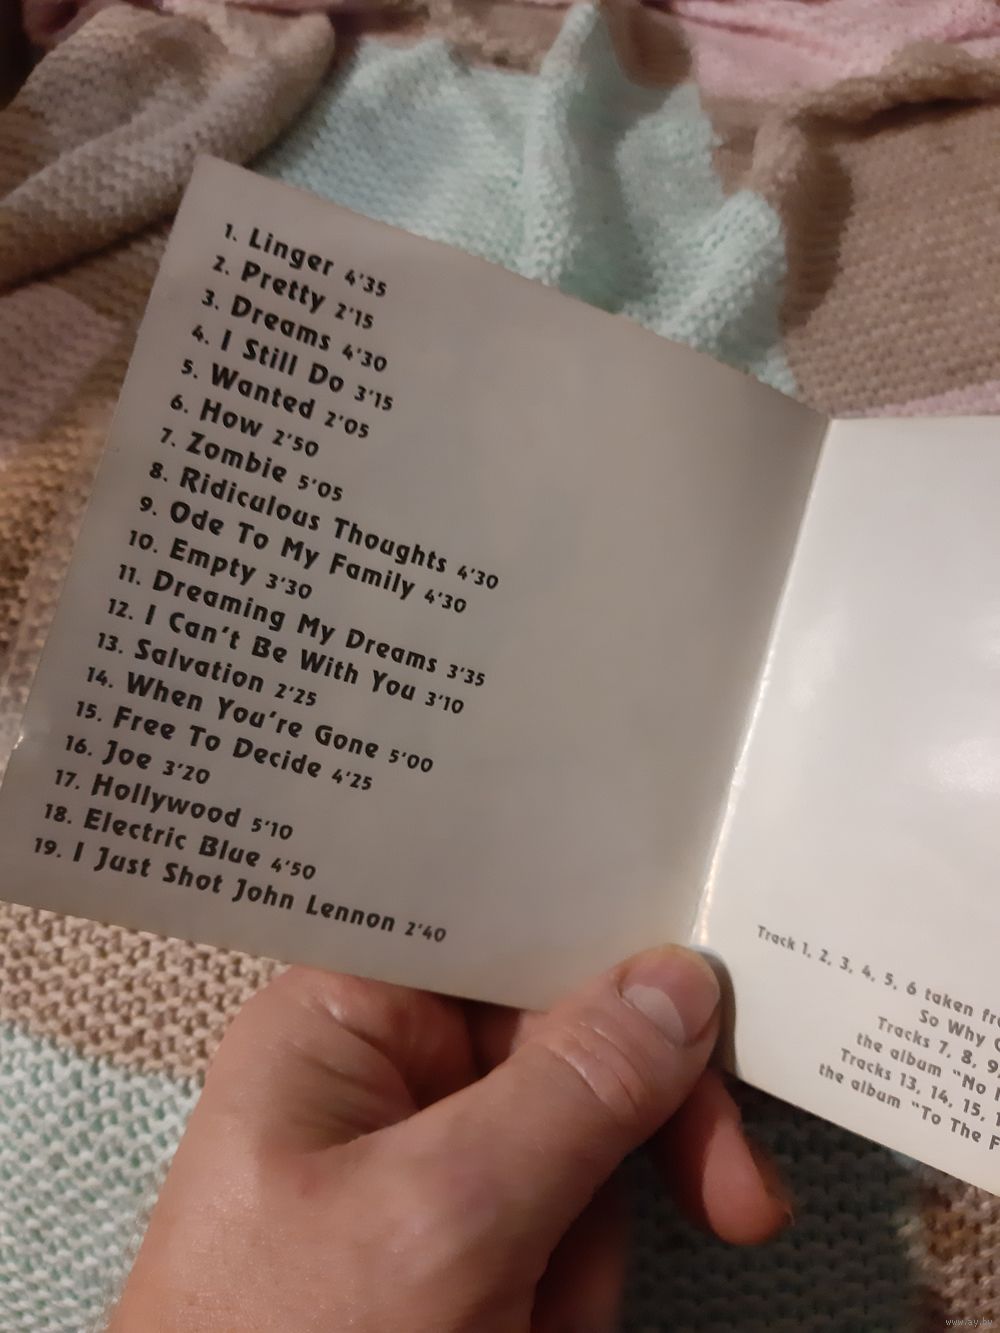 1. Linger 4'35
2. Pretty 2'15
3. Dreams 4'30
4. I Still Do 3'15
5. Wanted 2'05
6. How 2'50
7. Zombie 5'05
8. Ridiculous Thoughts 4'30
9. Ode To My Family 4'30
10. Empty 3'30
11. Dreaming My Dreams 3'35
12. I Can't Be With You 3'10
13. Salvation 2'25
14. When You're Gone 5'00
15. Free To Decide 4'25
16. Joe 3'20
17. Hollywood 5'10
18. Electric Blue 4'50
19. I Just Shot John Lennon 2'40
Track 1, 2, 3, 4, 5, 6 taken
So Why
Tracks 7, 8, 9,
the album "No
Tracks 13, 14, 15,
the album "To The
www.ay.by